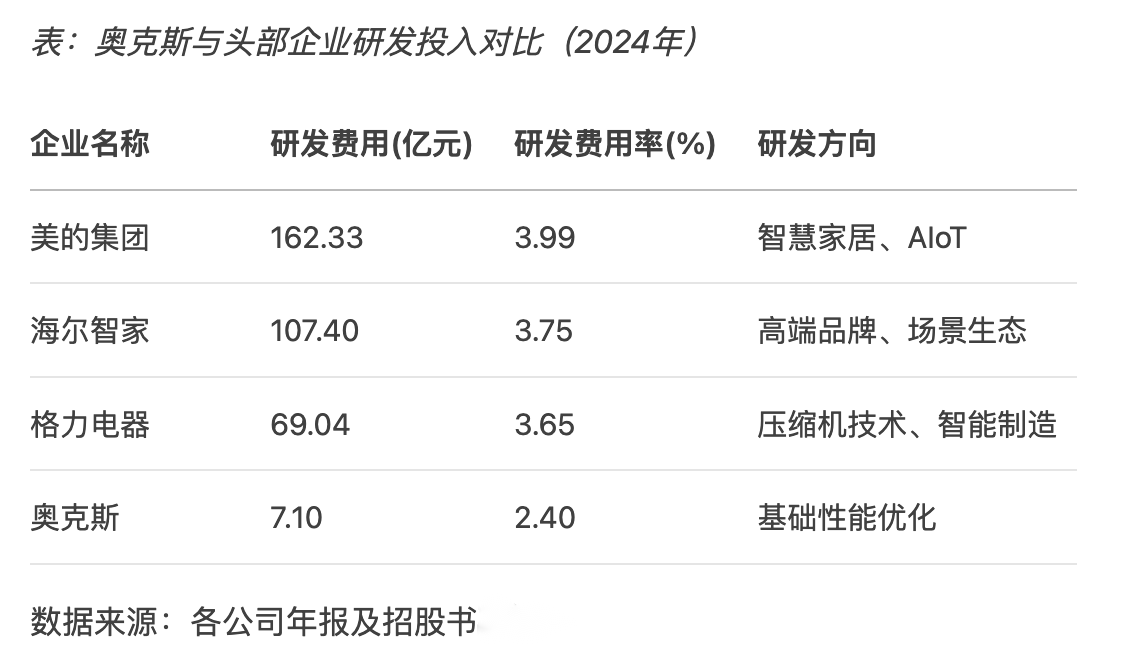 表：奥克斯与头部企业研发投入对比（2024年）
企业名称 研发费用(亿元) 研发费用率(%) 研发方向
美的集团 162.33 3.99 智慧家居、AIoT
海尔智家 107.40 3.75 高端品牌、场景生态
格力电器 69.04 3.65 压缩机技术、智能制造
奥克斯 7.10 2.40 基础性能优化
数据来源：各公司年报及招股书